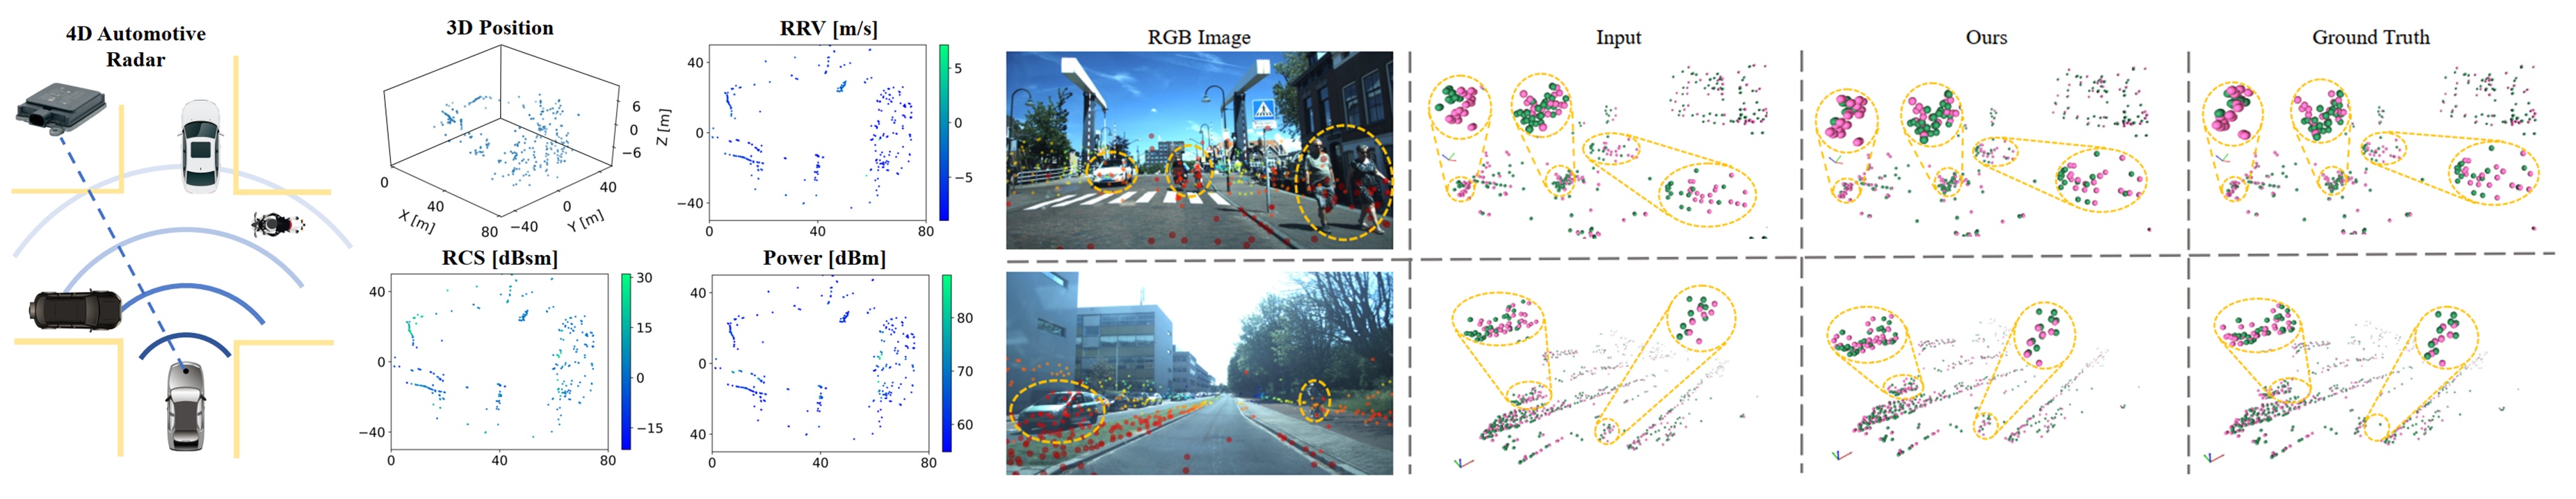 4D Automotive
Radar
3D Position
6
0
−6
Z [m]
0
40
80
X [m]
−40
0
40
Y [m]
RRV [m/s]
40
0
−40
0
40
80
5
0
−5
RCS [dBsm]
40
0
−40
0
40
80
30
15
0
−15
Power [dBm]
40
0
40
0
40
80
80
70
60
RGB Image
Input
Ours
Ground Truth